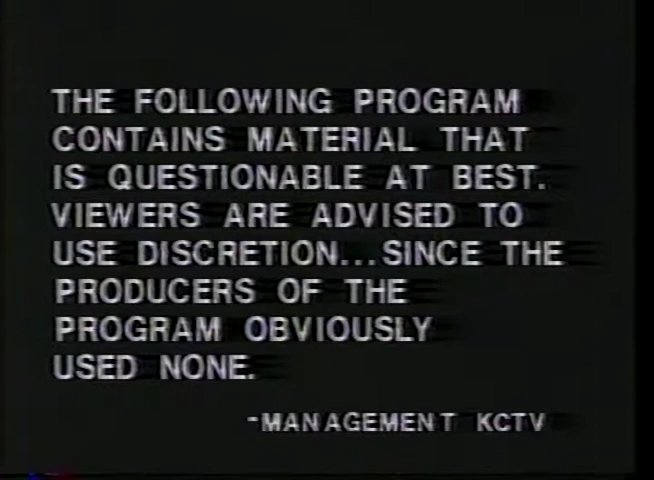 THE FOLLOWING PROGRAM
CONTAINS MATERIAL THAT
IS QUESTIONABLE AT BEST.
VIEWERS ARE ADVISED TO
USE DISCRETION...SINCE THE
PRODUCERS OF THE
PROGRAM OBVIOUSLY
USED NONE.
-MANAGEMENT KCTV